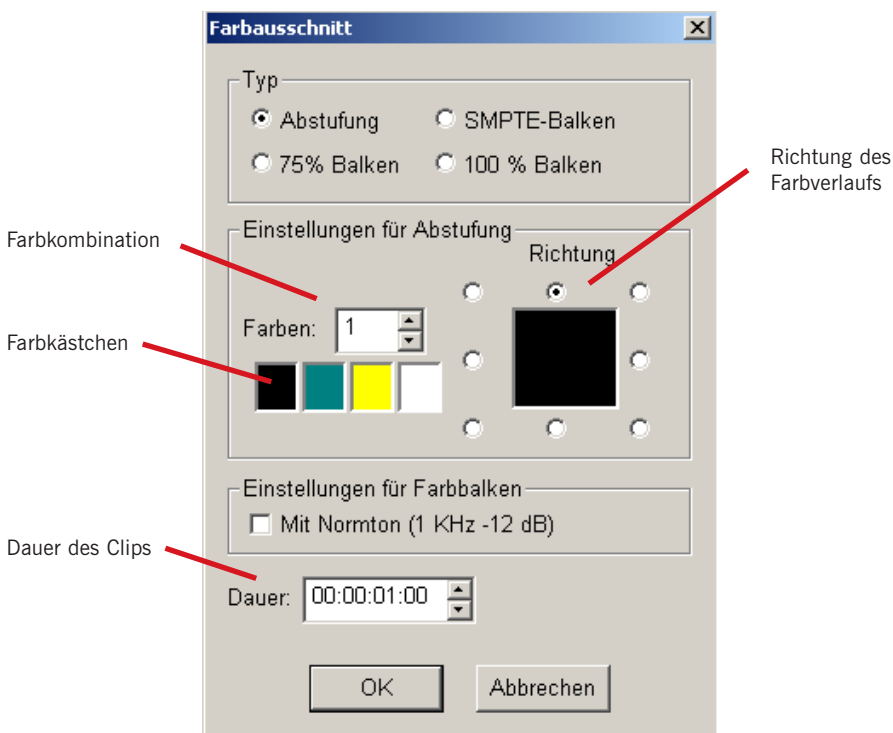 Farbausschnitt
Typ
Abstufung
SMPTE-Balken
75% Balken
100 % Balken
Richtung des
Farbverlaufs
Farbkombination
Einstellungen für Abstufung
Richtung
Farben:
1
Farbkästchen
Einstellungen für Farbbalken
Mit Normton (1 KHz -12 dB)
Dauer des Clips
Dauer:
00:00:01:00
OK
Abbrechen